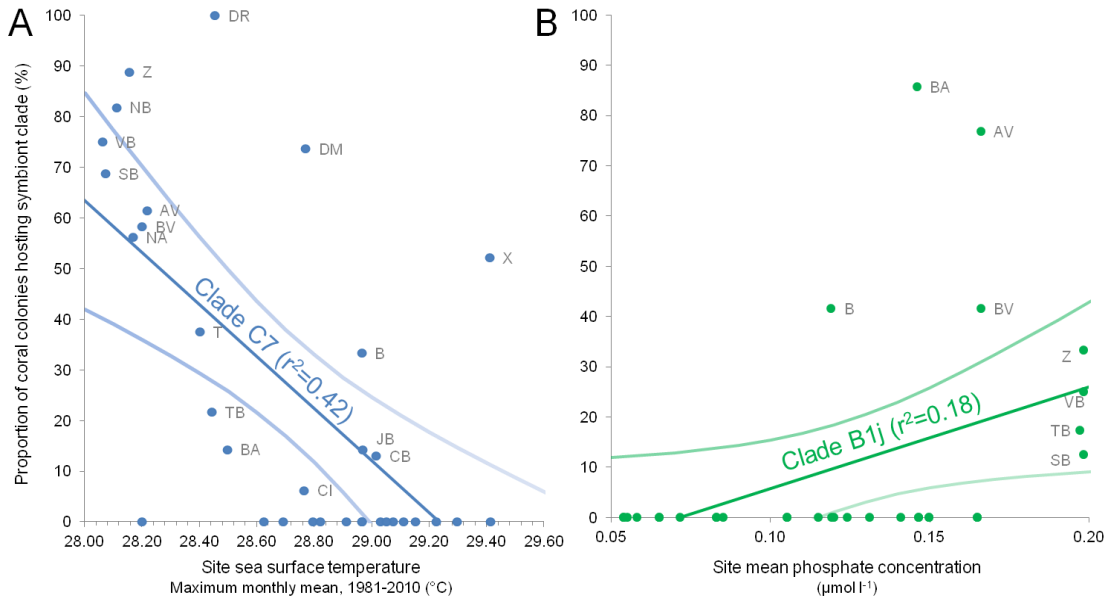 A
Proportion of coral colonies hosting symbiont clade (%)
100
90
80
70
60
50
40
30
20
10
0
DR
Z
NB
VB
SB
DM
AV
BV
NA
X
Clade C7 (r²=0.42)
T
B
TB
BA
JB
CB
CI
28.00 28.20 28.40 28.60 28.80 29.00 29.20 29.40 29.60
Site sea surface temperature
Maximum monthly mean, 1981-2010 (°C)
B
100
90
80
70
60
50
40
30
20
10
0
BA
AV
B
BV
Z
VB
TB
SB
Clade B1j (r²=0.18)
0.05 0.10 0.15 0.20
Site mean phosphate concentration
(µmol l⁻¹)